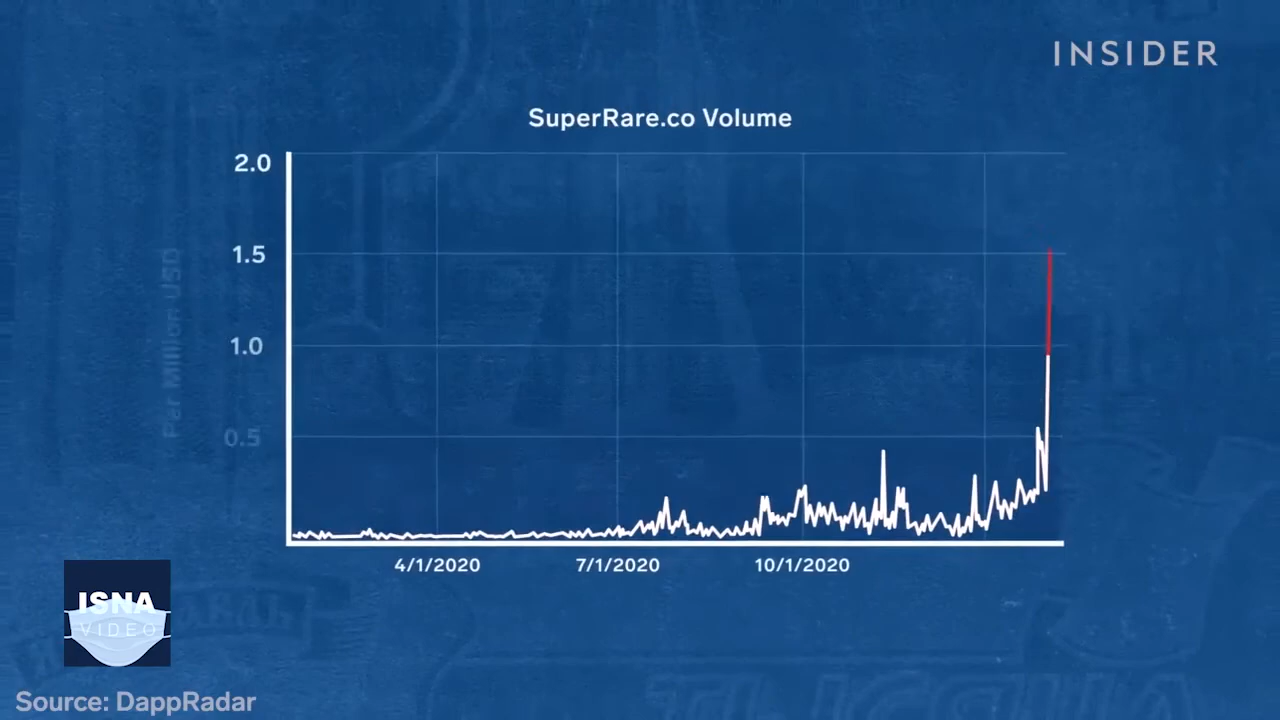 INSIDER
SuperRare.co Volume
2.0
1.5
1.0
0.5
Per Million USD
4/1/2020
7/1/2020
10/1/2020
ISNA
VIDEO
Source: DappRadar